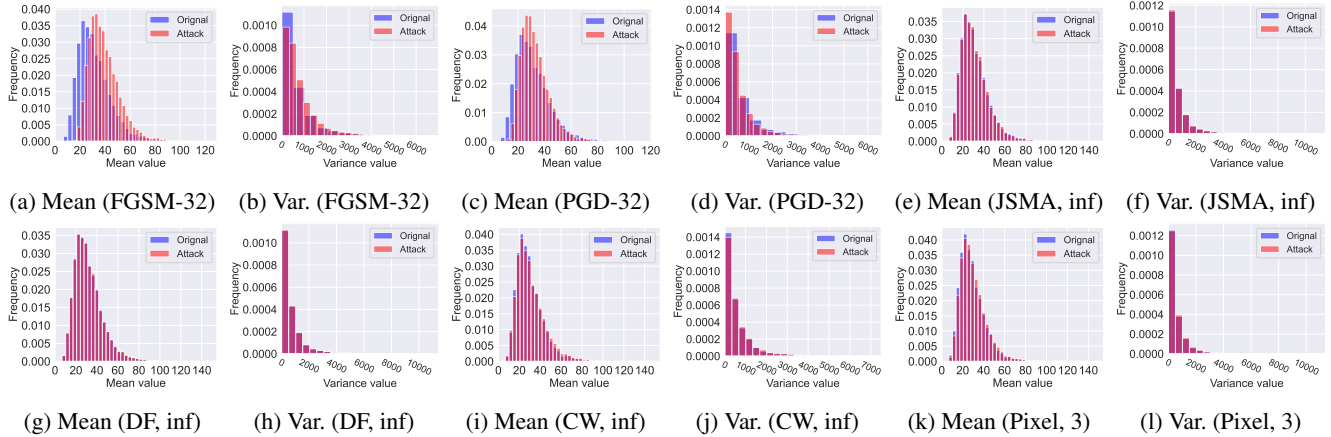 0.040
0.035
0.030
0.025
0.020
0.015
0.010
0.005
0.000
Frequency
0 20 40 60 80 100 120
Mean value
Orignal
Attack
(a) Mean (FGSM-32)
0.0010
0.0008
0.0006
0.0004
0.0002
0.0000
Frequency
0 1000 2000 3000 4000 5000 6000
Variance value
Orignal
Attack
(b) Var. (FGSM-32)
0.04
0.03
0.02
0.01
0.00
Frequency
0 20 40 60 80 100 120
Mean value
Orignal
Attack
(c) Mean (PGD-32)
0.0014
0.0012
0.0010
0.0008
0.0006
0.0004
0.0002
0.0000
Frequency
0 1000 2000 3000 4000 5000 6000
Variance value
Orignal
Attack
(d) Var. (PGD-32)
0.035
0.030
0.025
0.020
0.015
0.010
0.005
0.000
Frequency
0 20 40 60 80 100 120 140
Mean value
Orignal
Attack
(e) Mean (JSMA, inf)
0.0012
0.0010
0.0008
0.0006
0.0004
0.0002
0.0000
Frequency
0 2000 4000 6000 8000 10000
Variance value
Orignal
Attack
(f) Var. (JSMA, inf)
0.035
0.030
0.025
0.020
0.015
0.010
0.005
0.000
Frequency
0 20 40 60 80 100 120 140
Mean value
Orignal
Attack
(g) Mean (DF, inf)
0.0010
0.0008
0.0006
0.0004
0.0002
0.0000
Frequency
0 2000 4000 6000 8000 10000
Variance value
Orignal
Attack
(h) Var. (DF, inf)
0.040
0.035
0.030
0.025
0.020
0.015
0.010
0.005
0.000
Frequency
0 20 40 60 80 100 120
Mean value
Orignal
Attack
(i) Mean (CW, inf)
0.0014
0.0012
0.0010
0.0008
0.0006
0.0004
0.0002
0.0000
Frequency
0 1000 2000 3000 4000 5000 6000 7000
Variance value
Orignal
Attack
(j) Var. (CW, inf)
0.040
0.035
0.030
0.025
0.020
0.015
0.010
0.005
0.000
Frequency
0 20 40 60 80 100 120 140
Mean value
Orignal
Attack
(k) Mean (Pixel, 3)
0.0012
0.0010
0.0008
0.0006
0.0004
0.0002
0.0000
Frequency
0 2000 4000 6000 8000 10000
Variance value
Orignal
Attack
(l) Var. (Pixel, 3)